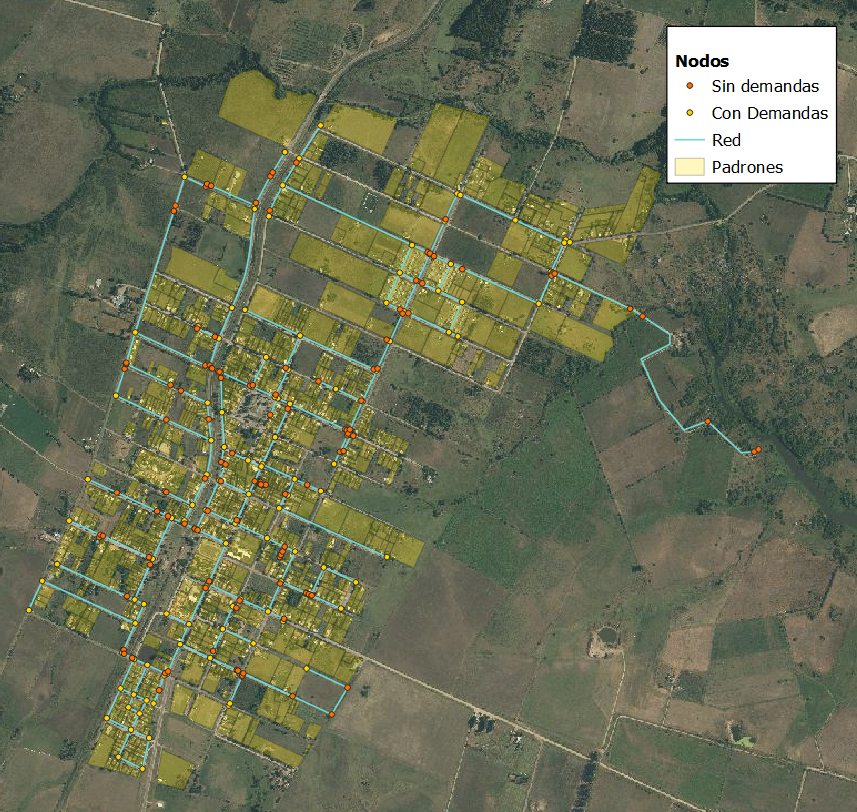 Nodos
Sin demandas
Con Demandas
Red
Padrones